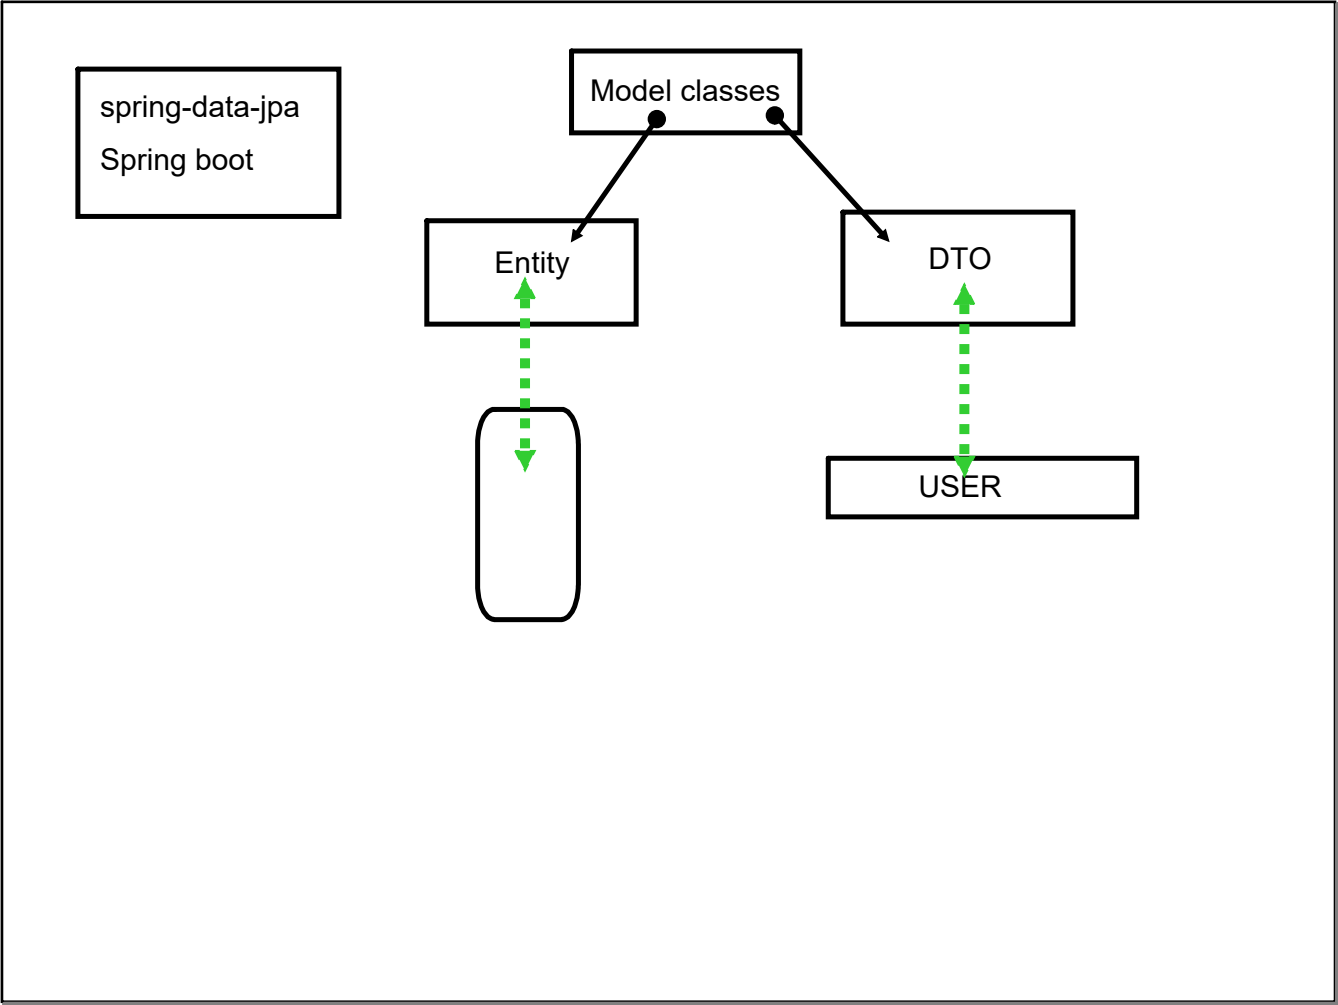 spring-data-jpa
Spring boot
Model classes
Entity
DTO
USER